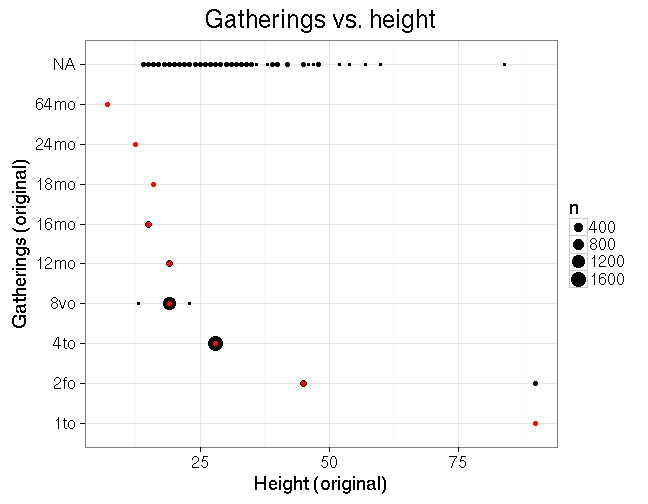 Gatherings vs. height
Gatherings (original)
NA
64mo
24mo
18mo
16mo
12mo
8vo
4to
2fo
1to
25 50 75
Height (original)
n
400
800
1200
1600